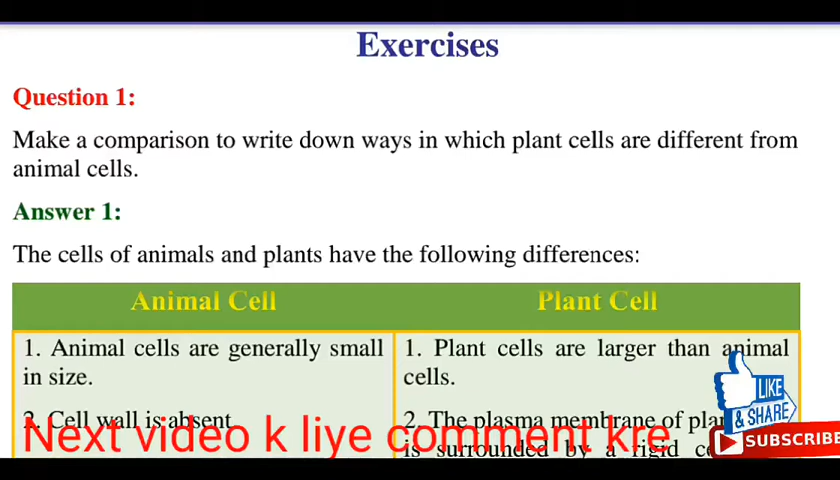 Exercises
Question 1:
Make a comparison to write down ways in which plant cells are different from
animal cells.
Answer 1:
The cells of animals and plants have the following differences:
Animal Cell
1. Animal cells are generally small
in size.
2. Cell wall is absent.
Plant Cell
1. Plant cells are larger than animal
cells.
2. The plasma membrane of
is surrounded by a rigid
LIKE
& SHARE
SUBSCRIBE
Next video k liye comment kre